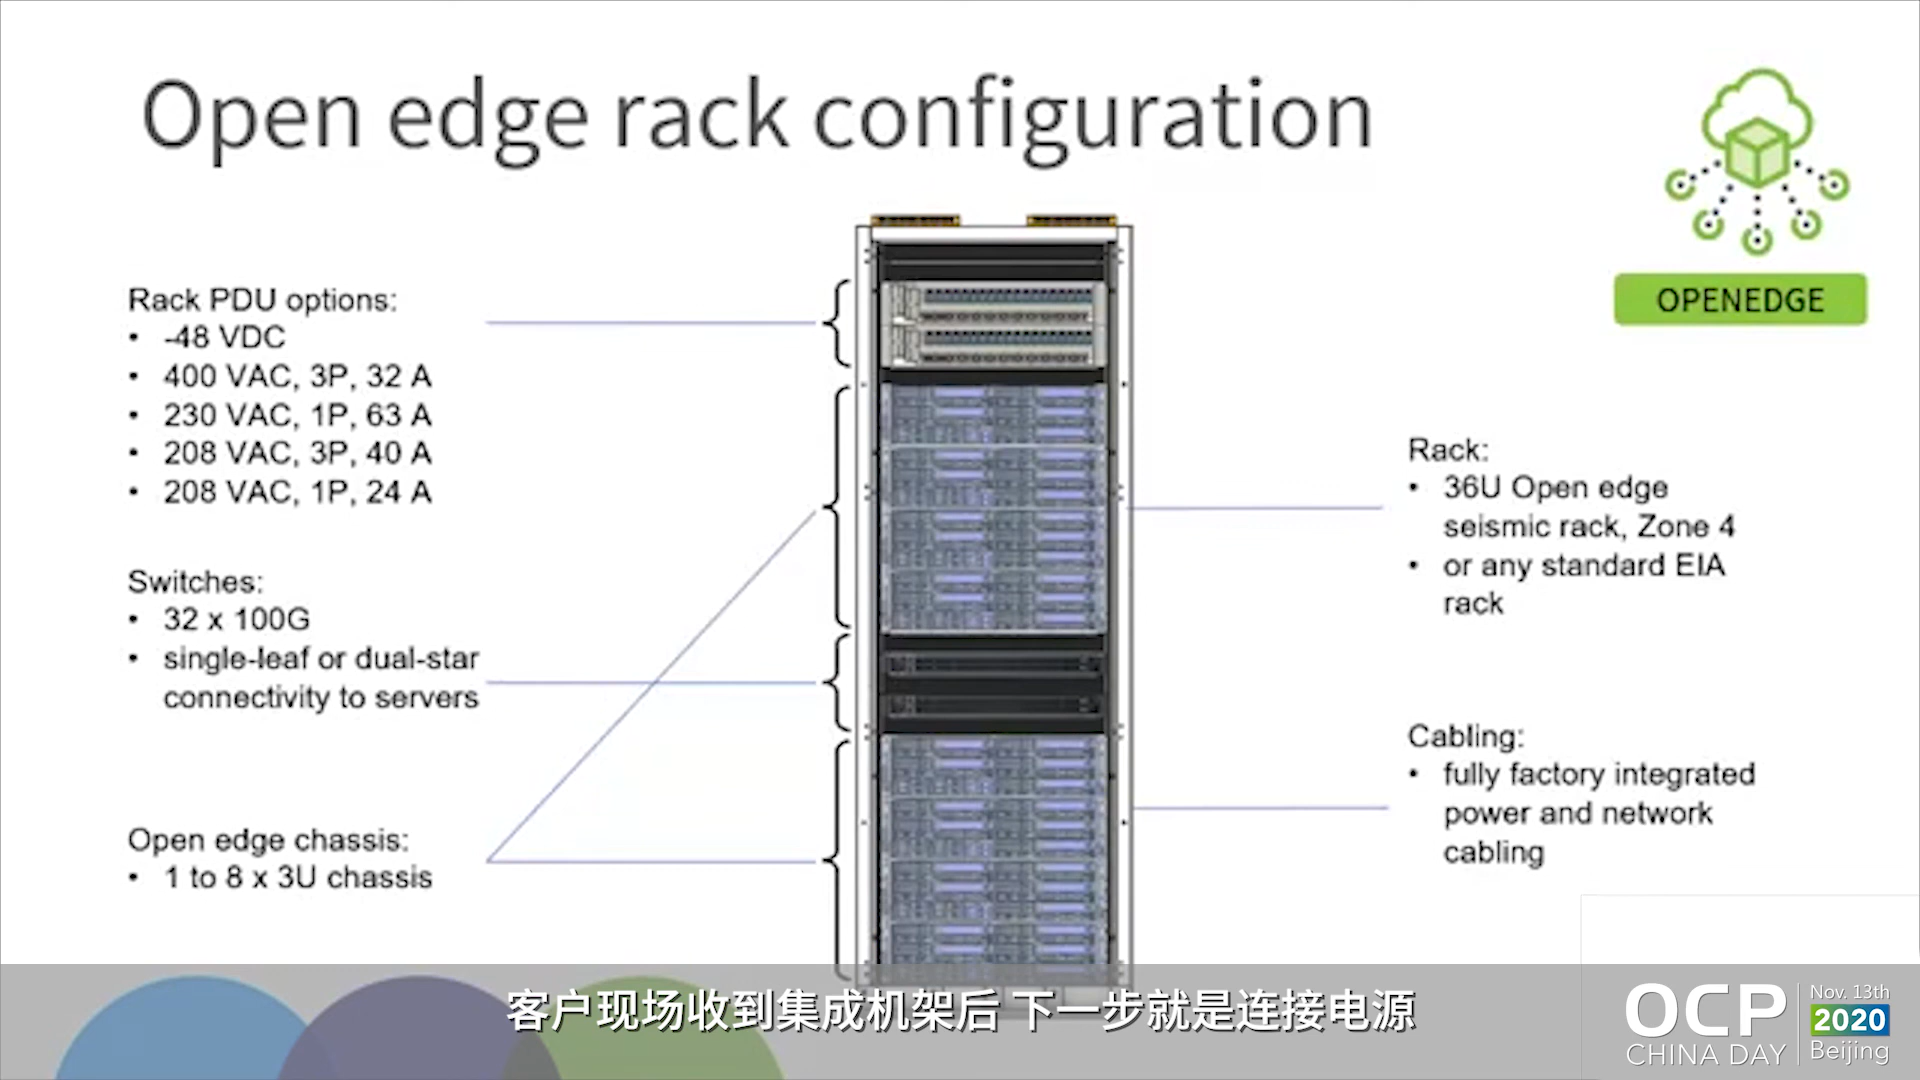 Open edge rack configuration
OPENEDGE
Rack PDU options:
• -48 VDC
• 400 VAC, 3P, 32 A
• 230 VAC, 1P, 63 A
• 208 VAC, 3P, 40 A
• 208 VAC, 1P, 24 A
Switches:
• 32 x 100G
• single-leaf or dual-star
connectivity to servers
Open edge chassis:
• 1 to 8 x 3U chassis
Rack:
• 36U Open edge
seismic rack, Zone 4
• or any standard EIA
rack
Cabling:
• fully factory integrated
power and network
cabling
客户现场收到集成机架后 下一步就是连接电源
OCP
CHINA DAY
Nov. 13th
2020
Beijing